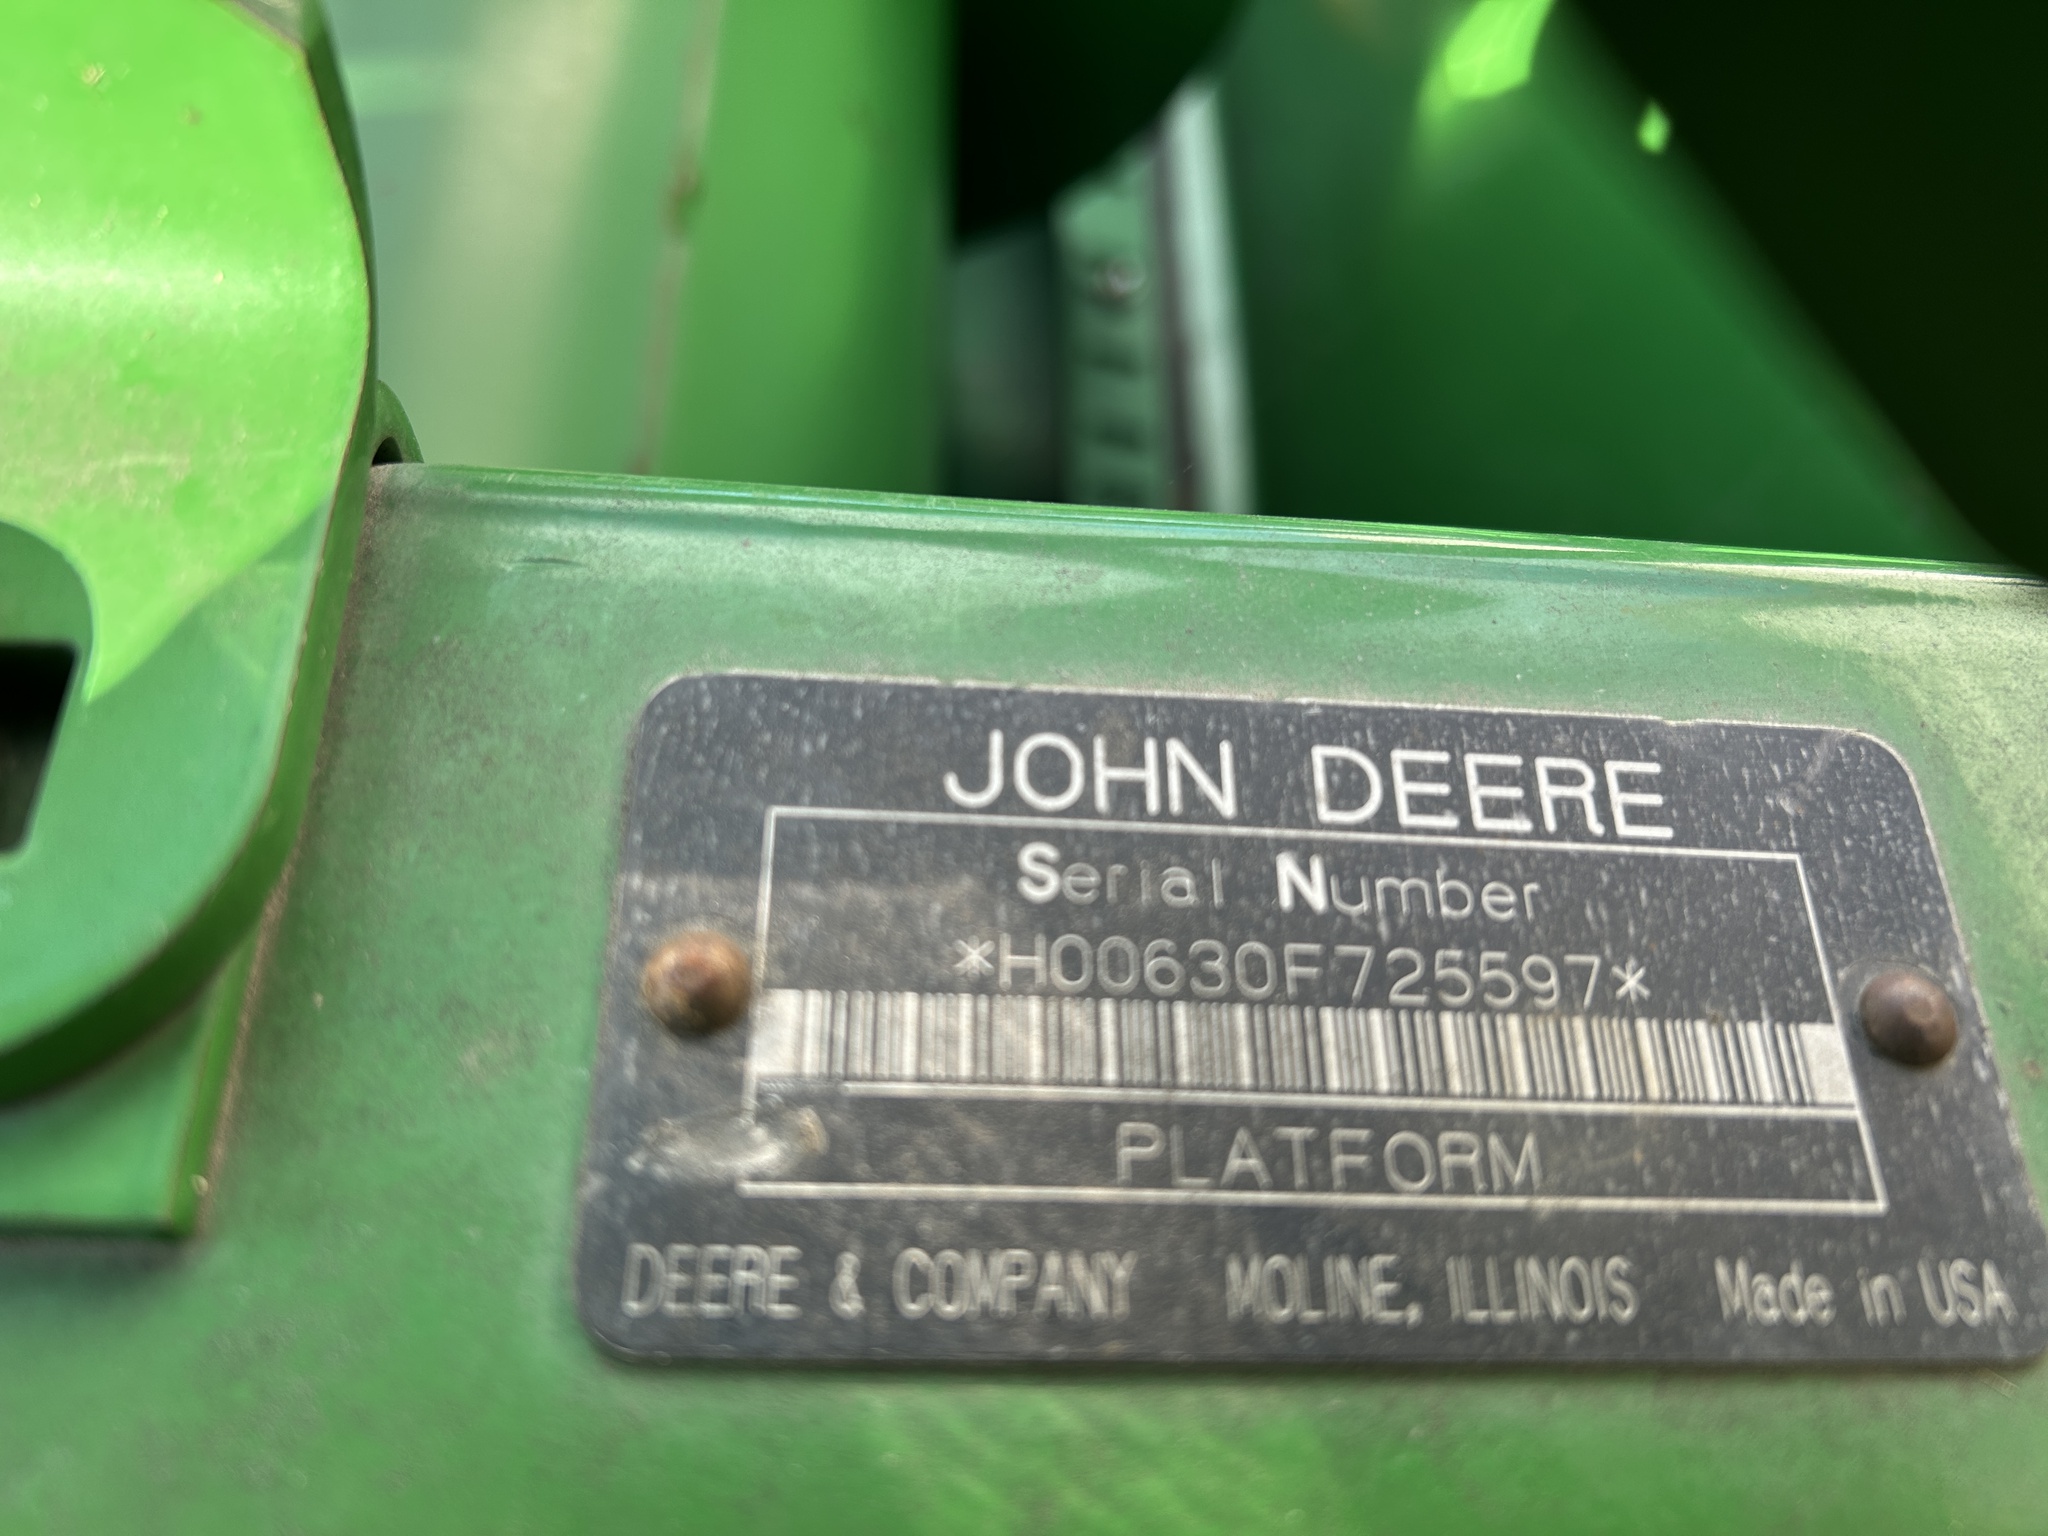 JOHN DEERE
Serial Number
*H00630F725597*
PLATFORM
DEERE & COMPANY MOLINE, ILLINOIS Made in USA